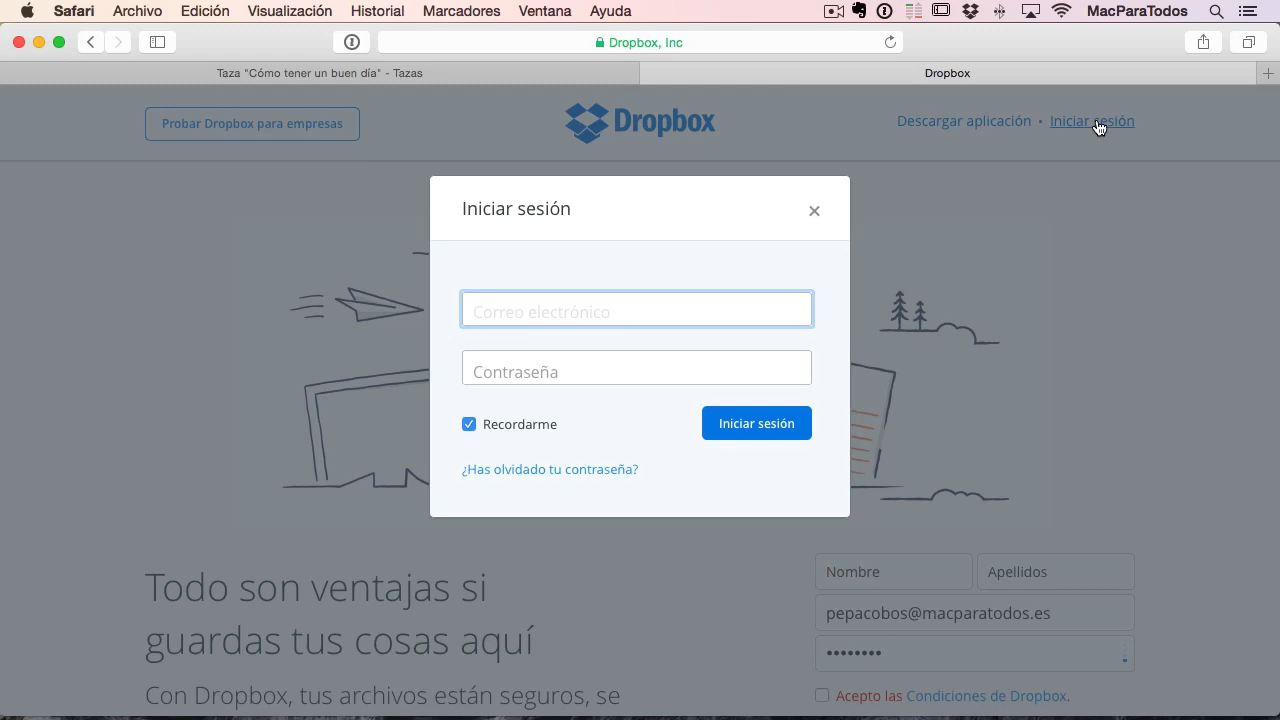 Safari Archivo Edición Visualización Historial Marcadores Ventana Ayuda MacParaTodos
Dropbox, Inc
Taza "Cómo tener un buen día" - Tazas
Dropbox
Probar Dropbox para empresas
Dropbox
Descargar aplicación • Iniciar sesión
Iniciar sesión
Correo electrónico
Contraseña
Recordarme
Iniciar sesión
¿Has olvidado tu contraseña?
Todo son ventajas si
guardas tus cosas aquí
Con Dropbox, tus archivos están seguros, se
Nombre
Apellidos
pepacobos@macparatodos.es
••••••••
Acepto las Condiciones de Dropbox.